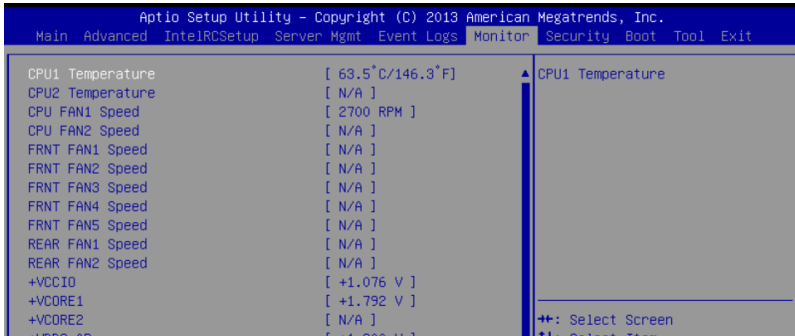 Aptio Setup Utility – Copyright (C) 2013 American Megatrends, Inc.
Main Advanced IntelRCSetup Server Mgmt Event Logs Monitor Security Boot Tool Exit
CPU1 Temperature [ 63.5°C/146.3°F] CPU1 Temperature
CPU2 Temperature [ N/A ]
CPU FAN1 Speed [ 2700 RPM ]
CPU FAN2 Speed [ N/A ]
FRNT FAN1 Speed [ N/A ]
FRNT FAN2 Speed [ N/A ]
FRNT FAN3 Speed [ N/A ]
FRNT FAN4 Speed [ N/A ]
FRNT FAN5 Speed [ N/A ]
REAR FAN1 Speed [ N/A ]
REAR FAN2 Speed [ N/A ]
+VCCIO [ +1.076 V ]
+VCORE1 [ +1.792 V ]
+VCORE2 [ N/A ] →←: Select Screen
Select Item